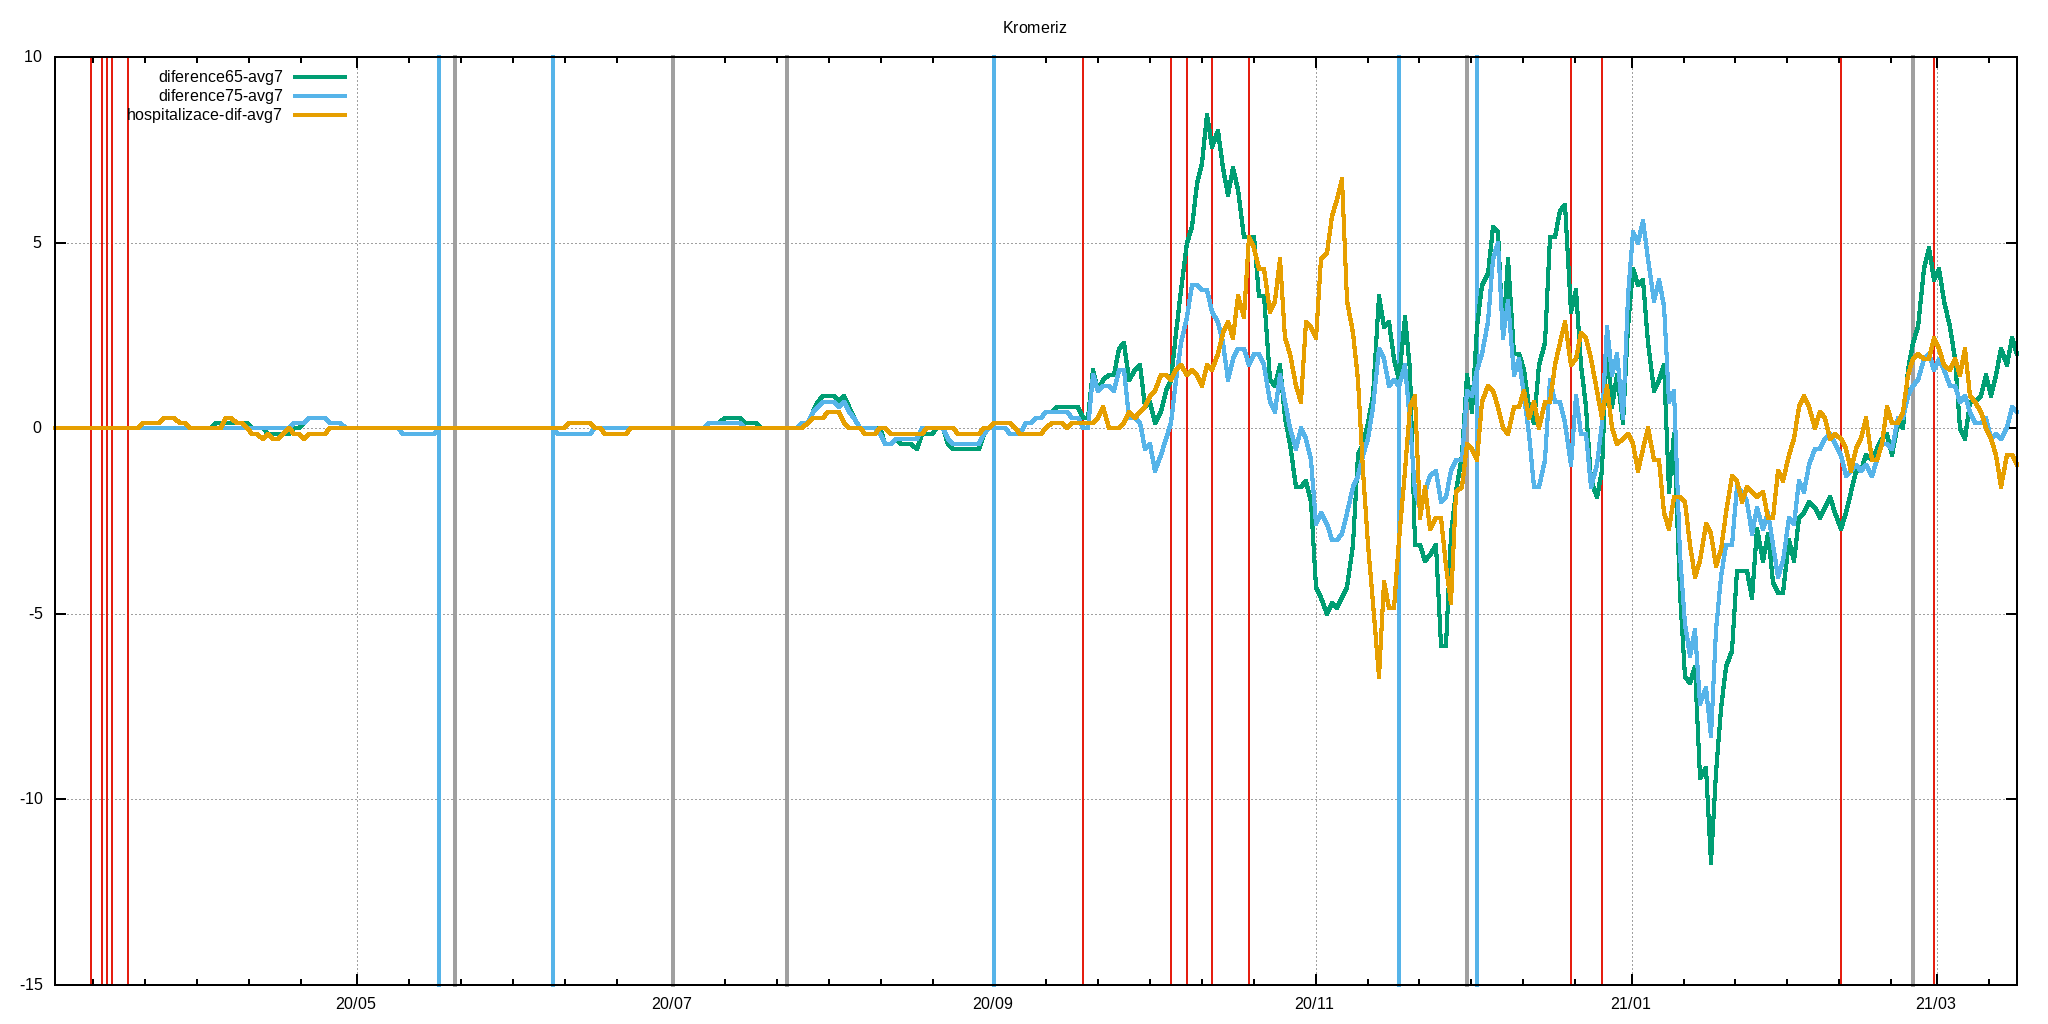 Kromeriz
10
diference65-avg7
diference75-avg7
hospitalizace-dif-avg7
5
0
-5
-10
-15
20/05 20/07 20/09 20/11 21/01 21/03